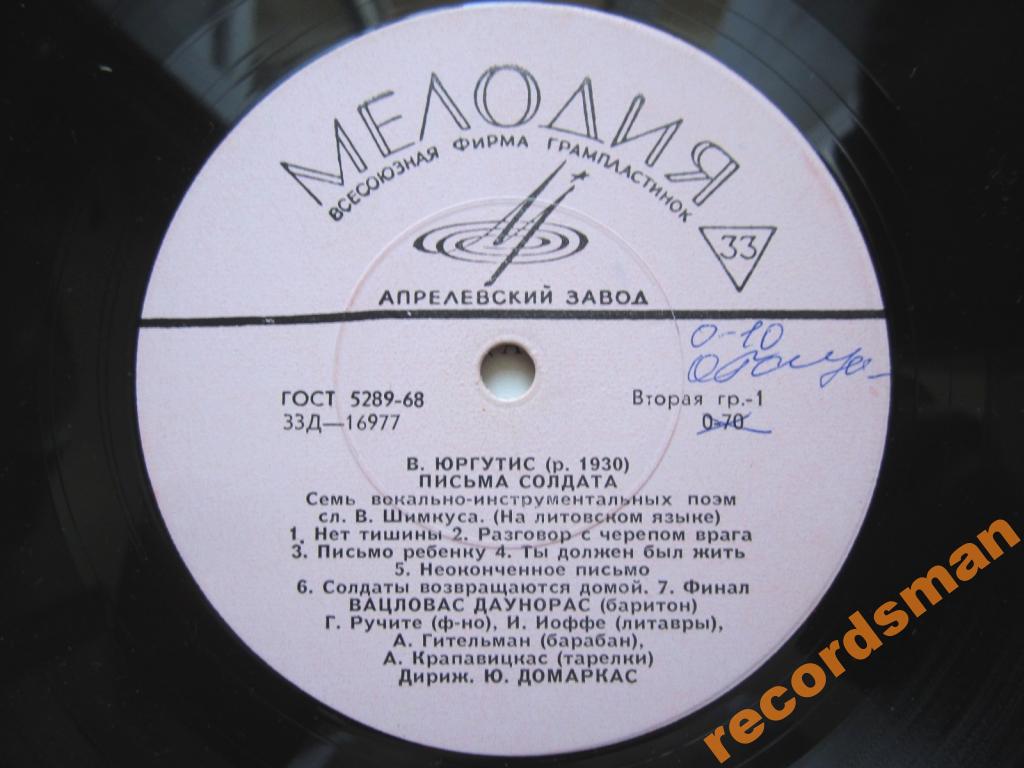 МЕЛОДИЯ
ВСЕСОЮЗНАЯ ФИРМА ГРАМПЛАСТИНОК
33
АПРЕЛЕВСКИЙ ЗАВОД
0-10
ГОСТ 5289-68
Вторая гр.-1
33Д—16977
0-70
В. ЮРГУТИС (р. 1930)
ПИСЬМА СОЛДАТА
Семь вокально-инструментальных поэм
сл. В. Шимкуса. (На литовском языке)
1. Нет тишины 2. Разговор с черепом врага
3. Письмо ребенку 4. Ты должен был жить
5. Неоконченное письмо
6. Солдаты возвращаются домой. 7. Финал
ВАЦЛОВАС ДАУНОРАС (баритон)
Г. Ручите (ф-но), И. Иоффе (литавры),
А. Гительман (барабан),
А. Крапавицкас (тарелки)
Дириж. Ю. ДОМАРКАС
recordsman